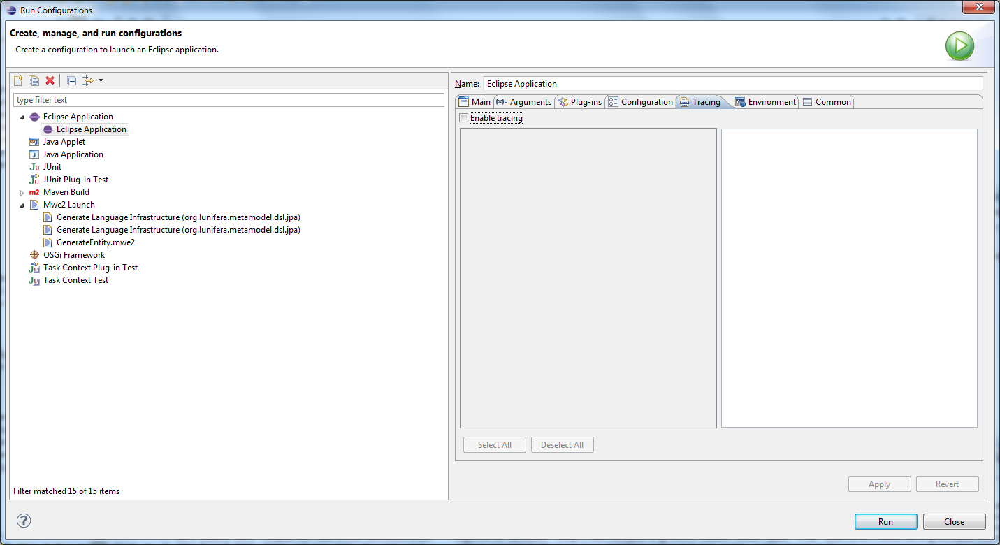 Run Configurations
Create, manage, and run configurations
Create a configuration to launch an Eclipse application.
type filter text
Eclipse Application
Eclipse Application
Java Applet
Java Application
Ju JUnit
JUnit Plug-in Test
m2 Maven Build
Mwe2 Launch
Generate Language Infrastructure (org.lunifera.metamodel.dsl.jpa)
Generate Language Infrastructure (org.lunifera.metamodel.dsl.jpa)
GenerateEntity.mwe2
OSGi Framework
Task Context Plug-in Test
Task Context Test
Filter matched 15 of 15 items
Name: Eclipse Application
Main (x)= Arguments Plug-ins Configuration Tracing Environment Common
Enable tracing
Select All Deselect All
Apply Revert
? Run Close